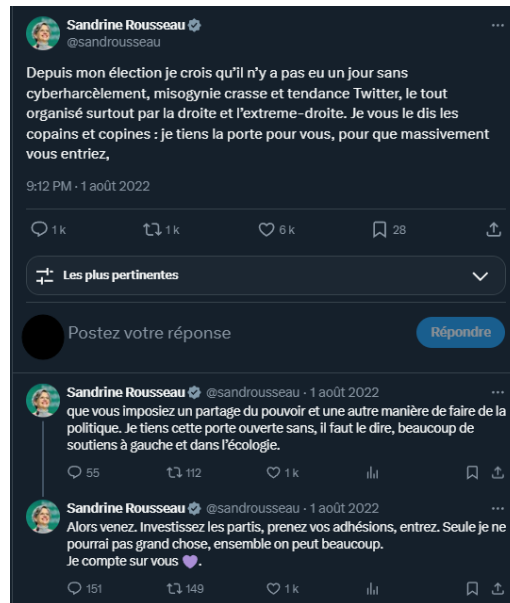 Sandrine Rousseau
@sandrousseau
Depuis mon élection je crois qu'il n'y a pas eu un jour sans
cyberharcèlement, misogynie crasse et tendance Twitter, le tout
organisé surtout par la droite et l'extreme-droite. Je vous le dis les
copains et copines : je tiens la porte pour vous, pour que massivement
vous entriez,
9:12 PM · 1 août 2022
1 k 1 k 6 k 28
Les plus pertinentes
Postez votre réponse Répondre
Sandrine Rousseau @sandrousseau · 1 août 2022
que vous imposiez un partage du pouvoir et une autre manière de faire de la
politique. Je tiens cette porte ouverte sans, il faut le dire, beaucoup de
soutiens à gauche et dans l'écologie.
55 112 1 k
Sandrine Rousseau @sandrousseau · 1 août 2022
Alors venez. Investissez les partis, prenez vos adhésions, entrez. Seule je ne
pourrai pas grand chose, ensemble on peut beaucoup.
Je compte sur vous 💜.
151 149 1 k